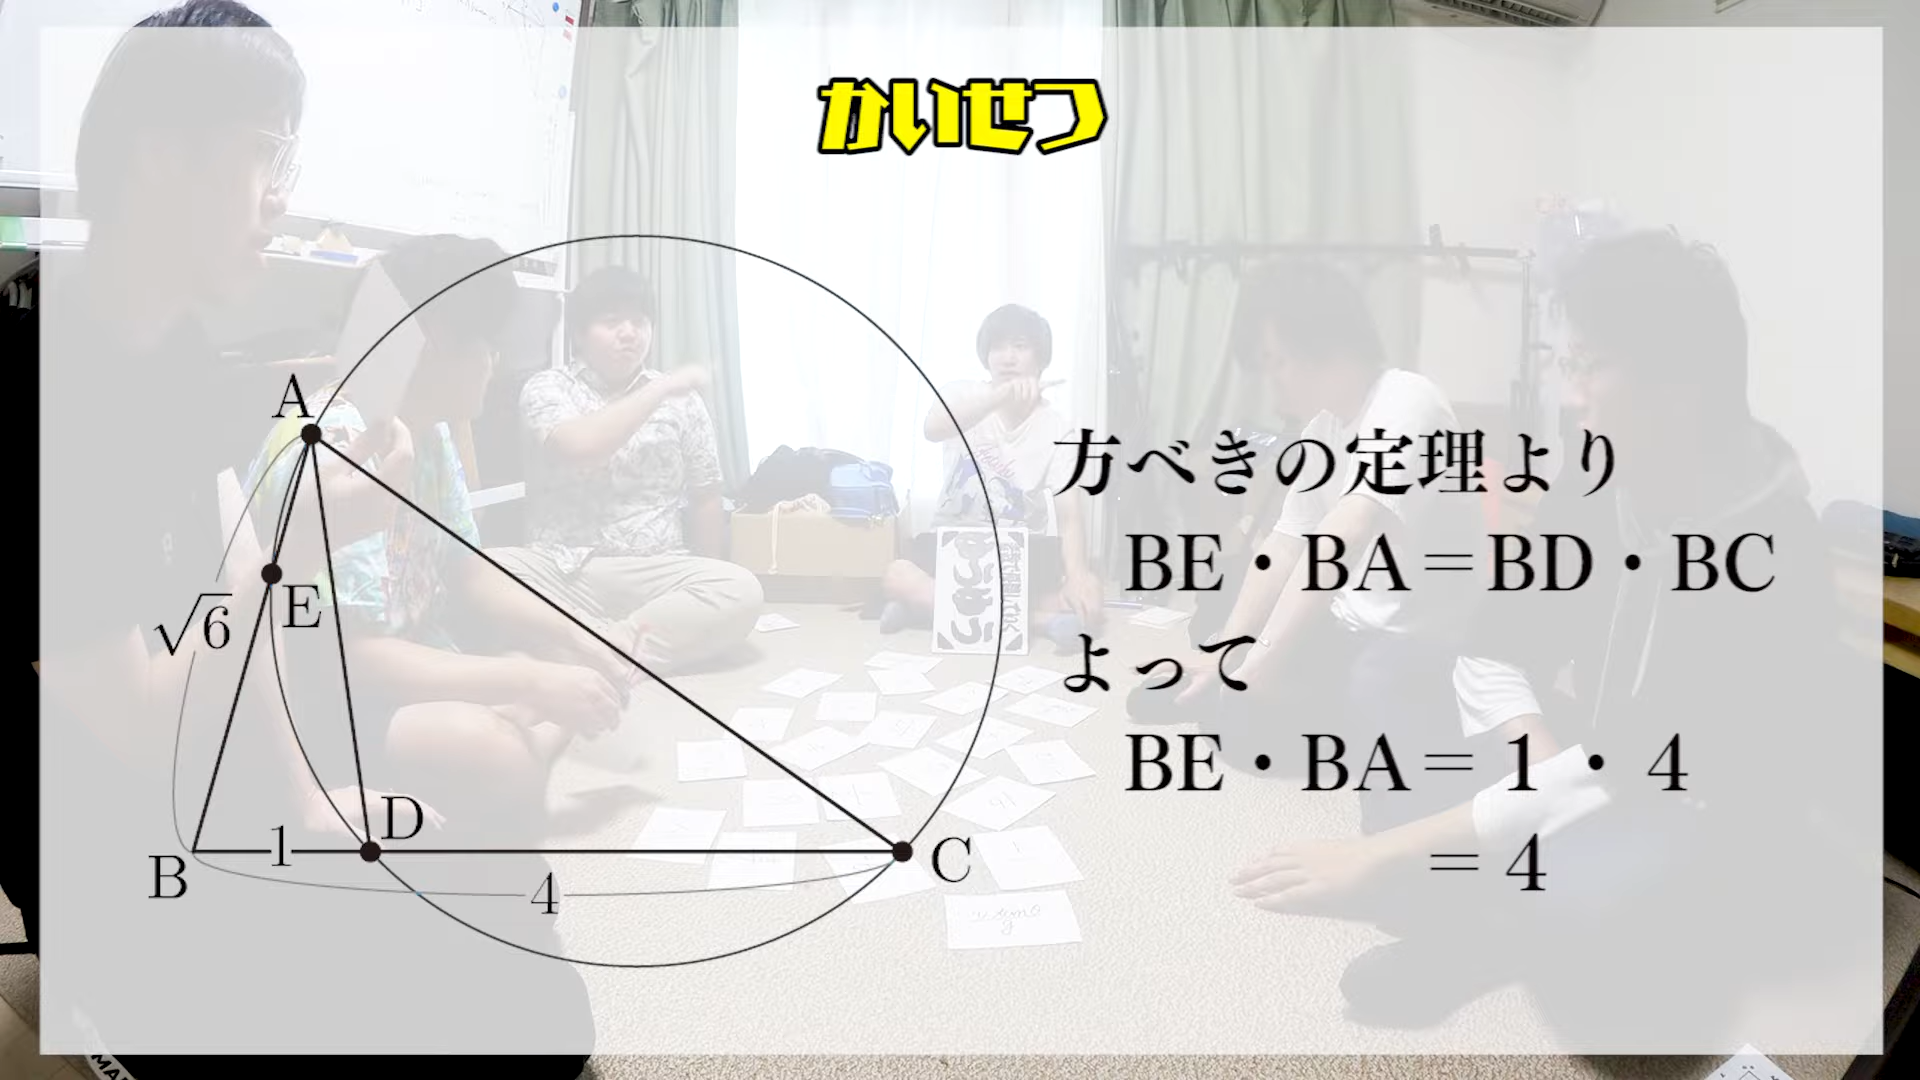 かいせつ
A
E
√6
D
1
B
C
4
方べきの定理より
BE・BA=BD・BC
よって
BE・BA= 1 ・ 4
= 4